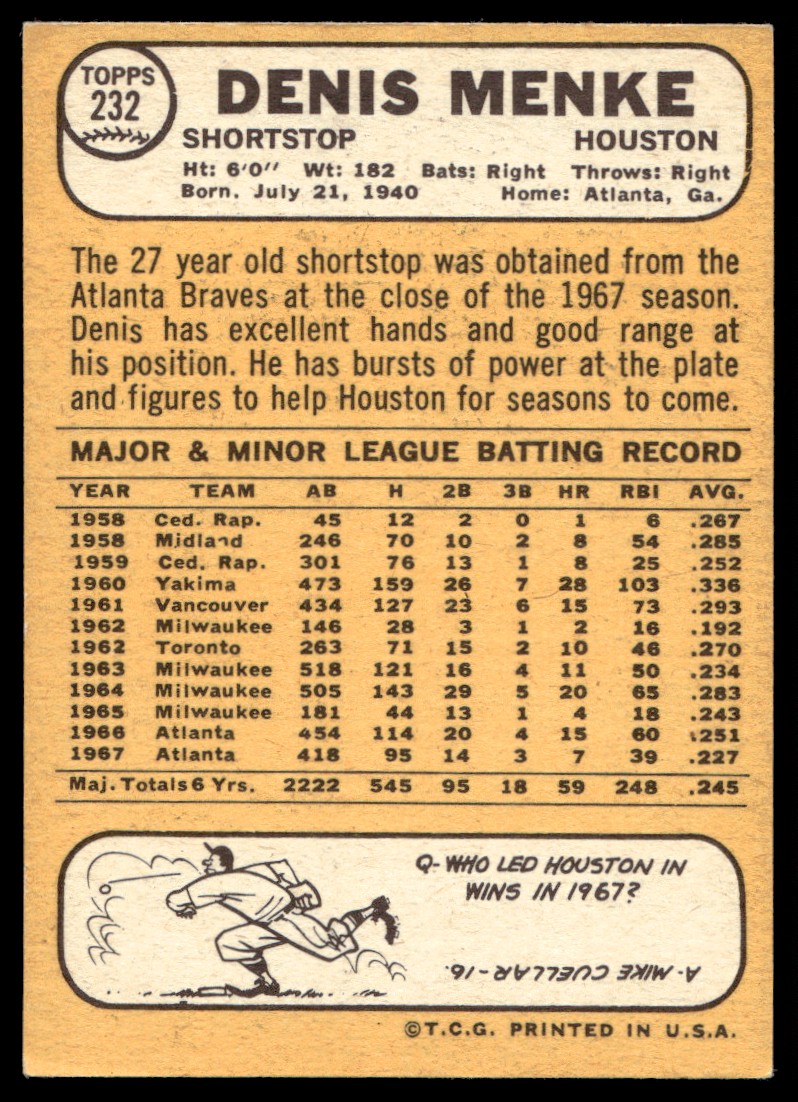 TOPPS
232
DENIS MENKE
SHORTSTOP HOUSTON
Ht: 6'0" Wt: 182 Bats: Right Throws: Right
Born. July 21, 1940 Home: Atlanta, Ga.
The 27 year old shortstop was obtained from the
Atlanta Braves at the close of the 1967 season.
Denis has excellent hands and good range at
his position. He has bursts of power at the plate
and figures to help Houston for seasons to come.
MAJOR & MINOR LEAGUE BATTING RECORD
YEAR TEAM AB H 2B 3B HR RBI AVG.
1958 Ced. Rap. 45 12 2 0 1 6 .267
1958 Midland 246 70 10 2 8 54 .285
1959 Ced. Rap. 301 76 13 1 8 25 .252
1960 Yakima 473 159 26 7 28 103 .336
1961 Vancouver 434 127 23 6 15 73 .293
1962 Milwaukee 146 28 3 1 2 16 .192
1962 Toronto 263 71 15 2 10 46 .270
1963 Milwaukee 518 121 16 4 11 50 .234
1964 Milwaukee 505 143 29 5 20 65 .283
1965 Milwaukee 181 44 13 1 4 18 .243
1966 Atlanta 454 114 20 4 15 60 .251
1967 Atlanta 418 95 14 3 7 39 .227
Maj. Totals 6 Yrs. 2222 545 95 18 59 248 .245
Q- WHO LED HOUSTON IN
WINS IN 1967?
A- MIKE CUELLAR-16.
©T.C.G. PRINTED IN U.S.A.